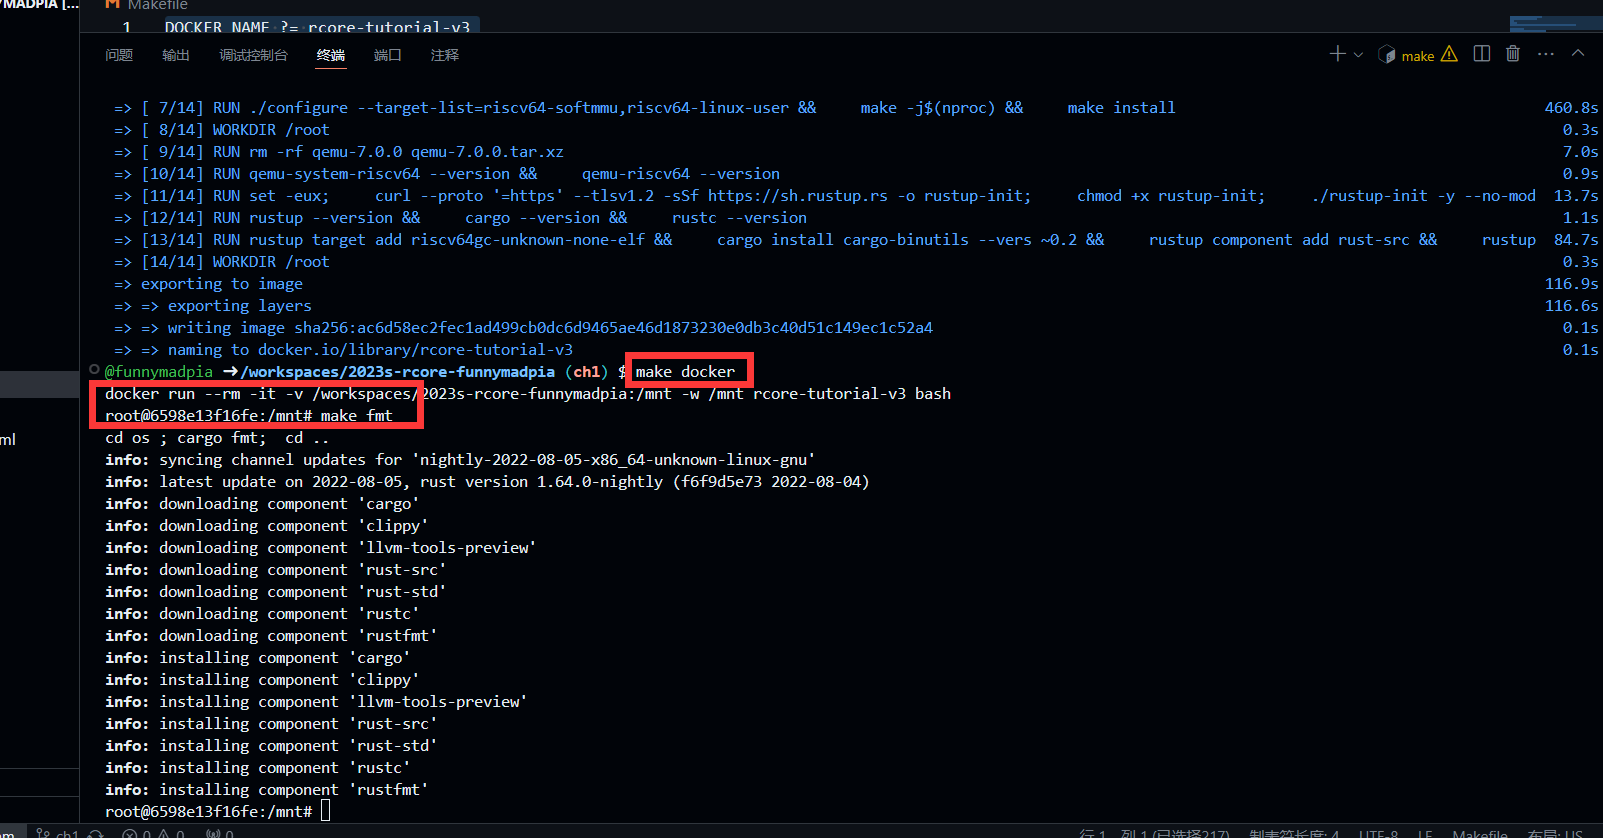 YMADPIA [...
Makefile
1 DOCKER_NAME ?= rcore-tutorial-v3
问题 输出 调试控制台 终端 端口 注释 make
=> [ 7/14] RUN ./configure --target-list=riscv64-softmmu,riscv64-linux-user && make -j$(nproc) && make install 460.8s
=> [ 8/14] WORKDIR /root 0.3s
=> [ 9/14] RUN rm -rf qemu-7.0.0 qemu-7.0.0.tar.xz 7.0s
=> [10/14] RUN qemu-system-riscv64 --version && qemu-riscv64 --version 0.9s
=> [11/14] RUN set -eux; curl --proto '=https' --tlsv1.2 -sSf https://sh.rustup.rs -o rustup-init; chmod +x rustup-init; ./rustup-init -y --no-mod 13.7s
=> [12/14] RUN rustup --version && cargo --version && rustc --version 1.1s
=> [13/14] RUN rustup target add riscv64gc-unknown-none-elf && cargo install cargo-binutils --vers ~0.2 && rustup component add rust-src && rustup 84.7s
=> [14/14] WORKDIR /root 0.3s
=> exporting to image 116.9s
=> => exporting layers 116.6s
=> => writing image sha256:ac6d58ec2fec1ad499cb0dc6d9465ae46d1873230e0db3c40d51c149ec1c52a4 0.1s
=> => naming to docker.io/library/rcore-tutorial-v3 0.1s
@funnymadpia ➜/workspaces/2023s-rcore-funnymadpia (ch1) $ make docker
docker run --rm -it -v /workspaces/2023s-rcore-funnymadpia:/mnt -w /mnt rcore-tutorial-v3 bash
root@6598e13f16fe:/mnt# make fmt
cd os ; cargo fmt; cd ..
ml
info: syncing channel updates for 'nightly-2022-08-05-x86_64-unknown-linux-gnu'
info: latest update on 2022-08-05, rust version 1.64.0-nightly (f6f9d5e73 2022-08-04)
info: downloading component 'cargo'
info: downloading component 'clippy'
info: downloading component 'llvm-tools-preview'
info: downloading component 'rust-src'
info: downloading component 'rust-std'
info: downloading component 'rustc'
info: downloading component 'rustfmt'
info: installing component 'cargo'
info: installing component 'clippy'
info: installing component 'llvm-tools-preview'
info: installing component 'rust-src'
info: installing component 'rust-std'
info: installing component 'rustc'
info: installing component 'rustfmt'
root@6598e13f16fe:/mnt#
ch1 0 0 0 行 1, 列 1 (已选择217) 制表符长度: 4 UTF-8 LF Makefile 布局: US